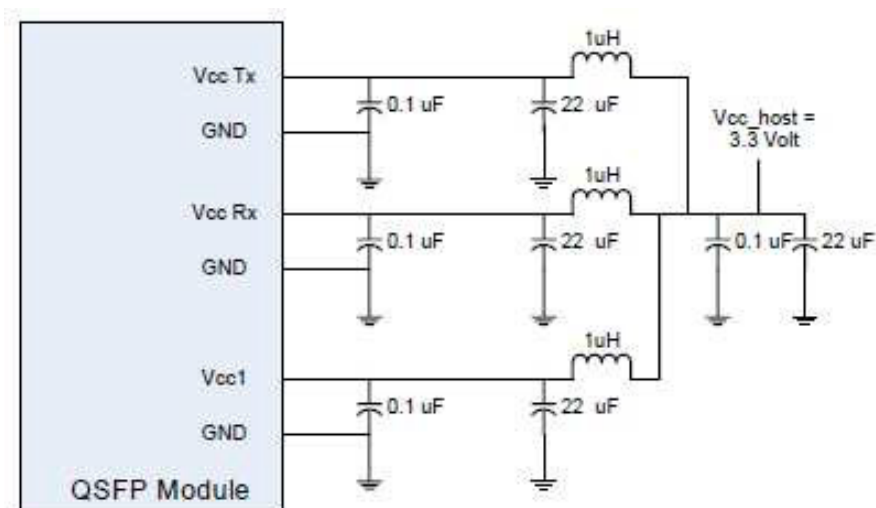 1uH
Vcc Tx
0.1 uF
22 uF
GND
Vcc_host =
3.3 Volt
1uH
Vcc Rx
0.1 uF
22 uF
0.1 uF
22 uF
GND
1uH
Vcc1
0.1 uF
22 uF
GND
QSFP Module